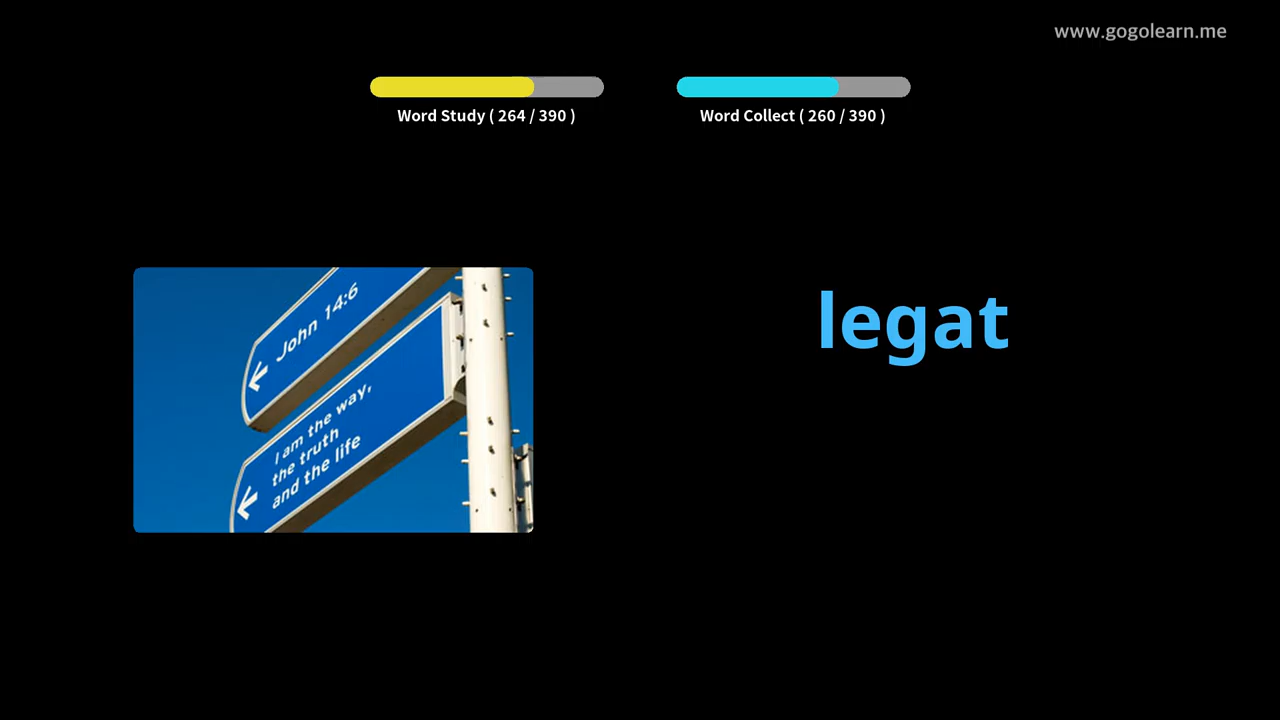 www.gogolearn.me
Word Study ( 264 / 390 )
Word Collect ( 260 / 390 )
legat
John 14:6
I am the way,
the truth
and the life